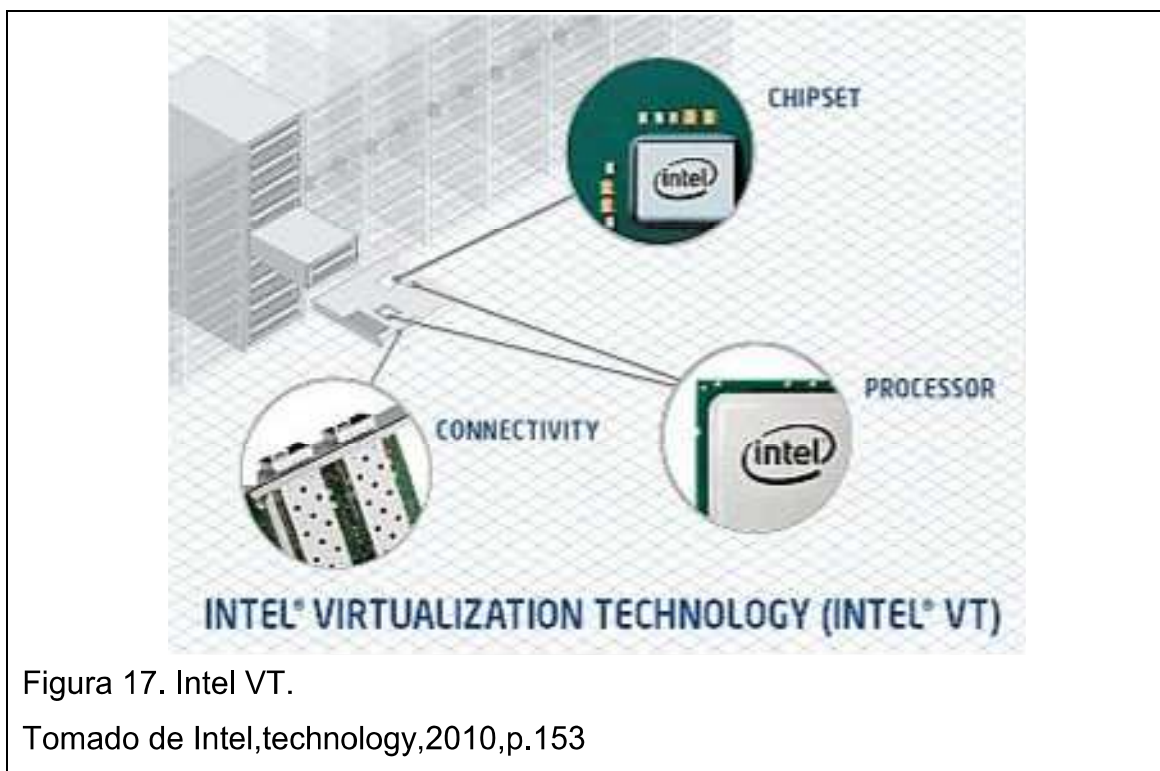 CHIPSET
intel
PROCESSOR
intel
CONNECTIVITY
INTEL® VIRTUALIZATION TECHNOLOGY (INTEL® VT)
Figura 17. Intel VT.
Tomado de Intel,technology,2010,p.153